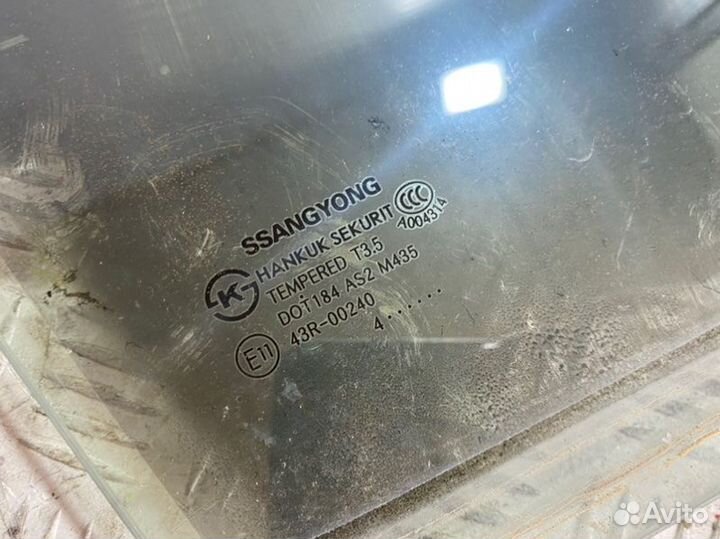 SSANGYONG
HANKUK SEKURIT
CCC
A004314
TEMPERED T3.5
DOT184 AS2 M435
E11
43R-00240
4......
Avito